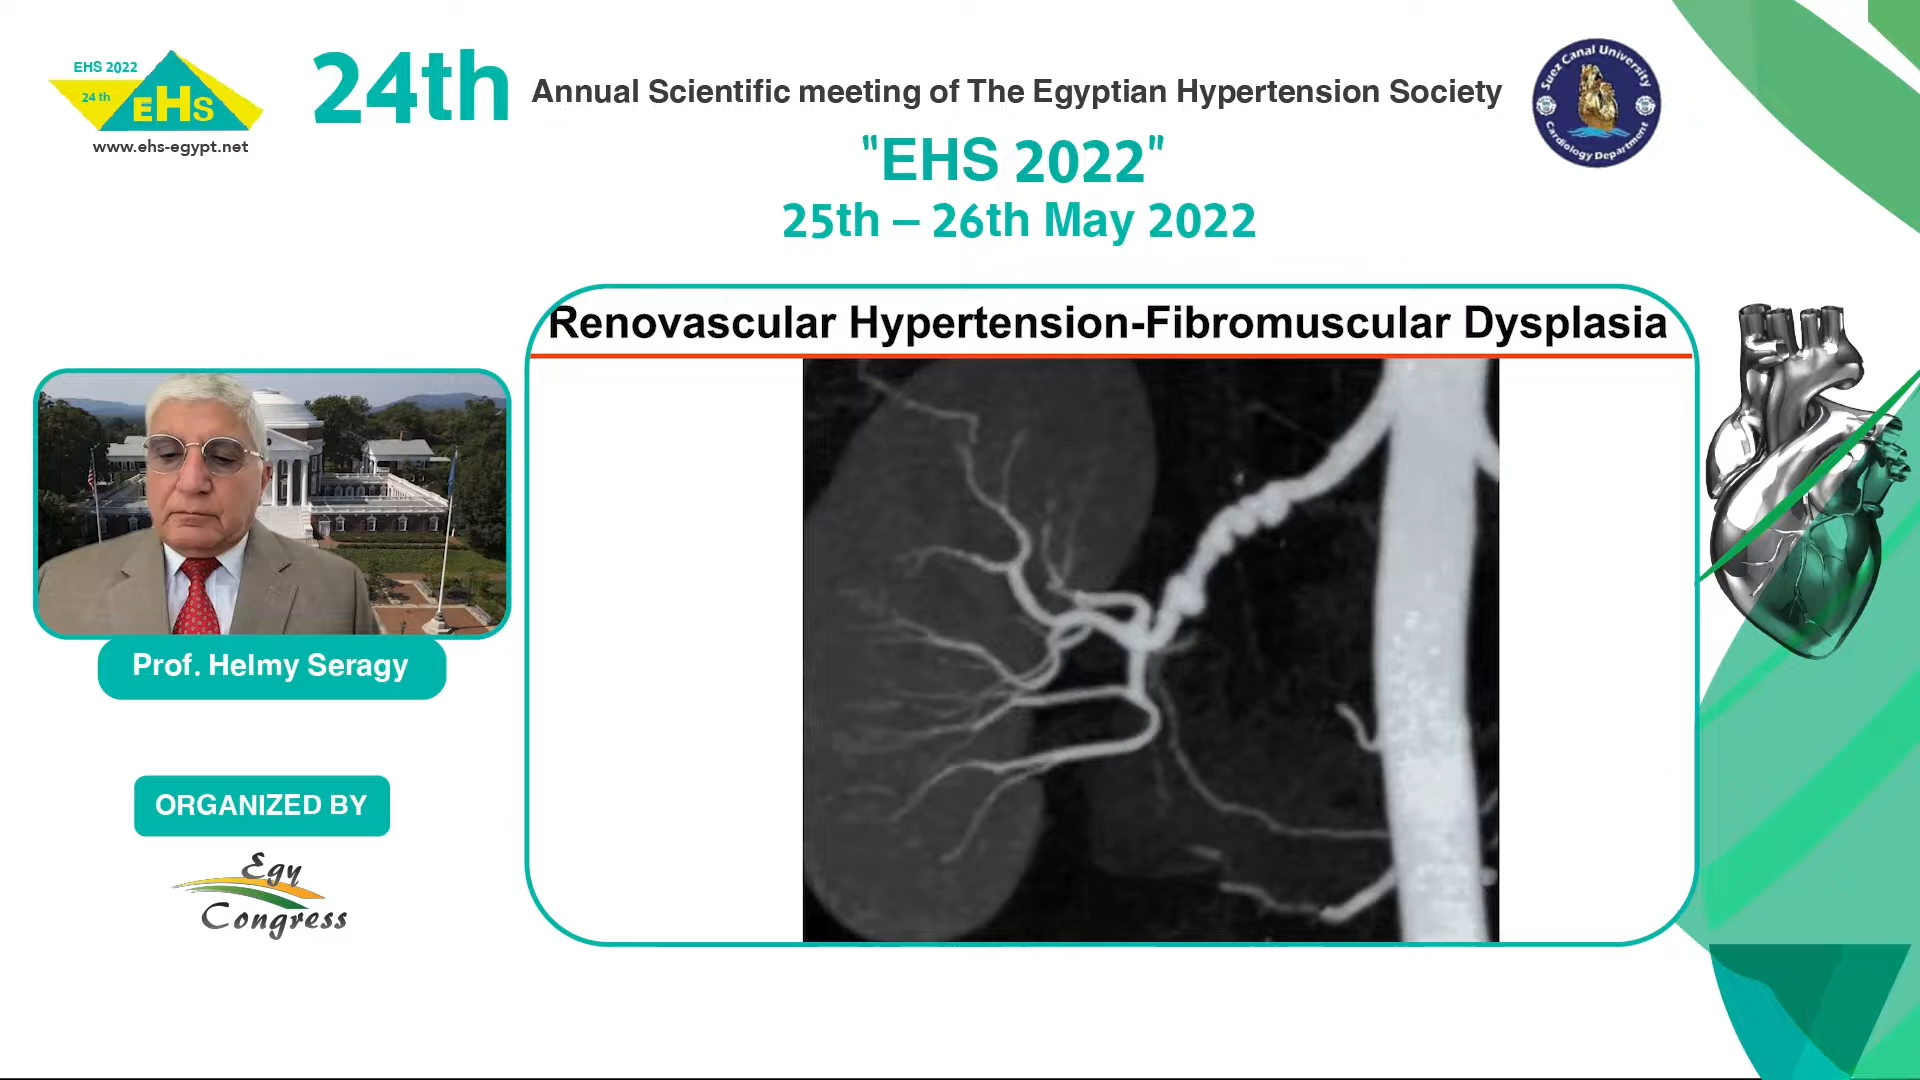 EHS 2022
24 th
EHS
www.ehs-egypt.net
24th Annual Scientific meeting of The Egyptian Hypertension Society
"EHS 2022"
25th – 26th May 2022
Suez Canal University
Cardiology Department
Renovascular Hypertension-Fibromuscular Dysplasia
Prof. Helmy Seragy
ORGANIZED BY
Egy
Congress